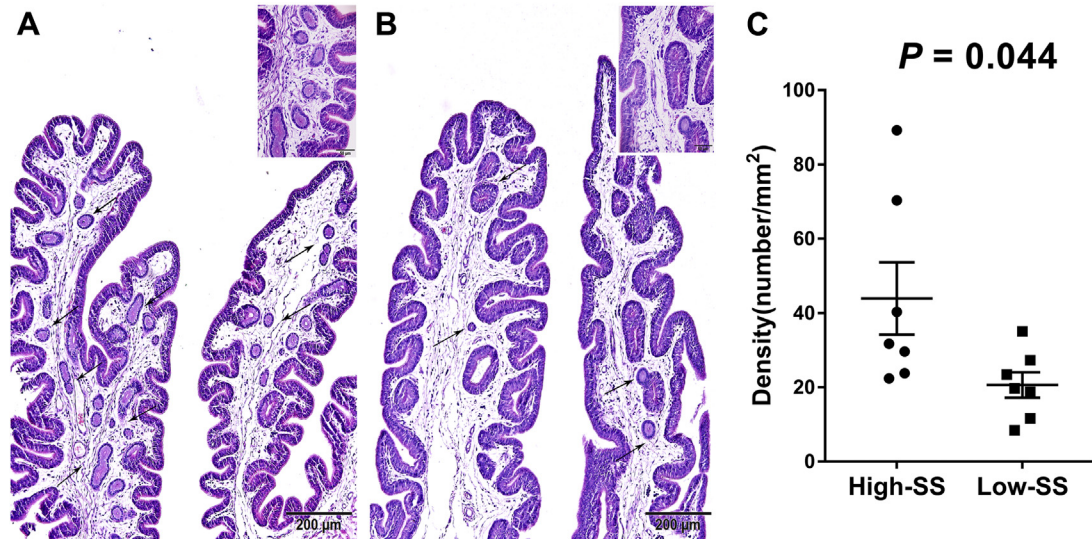 A
B
C
P = 0.044
Density(number/mm²)
100
80
60
40
20
0
High-SS
Low-SS
200 μm
200 μm